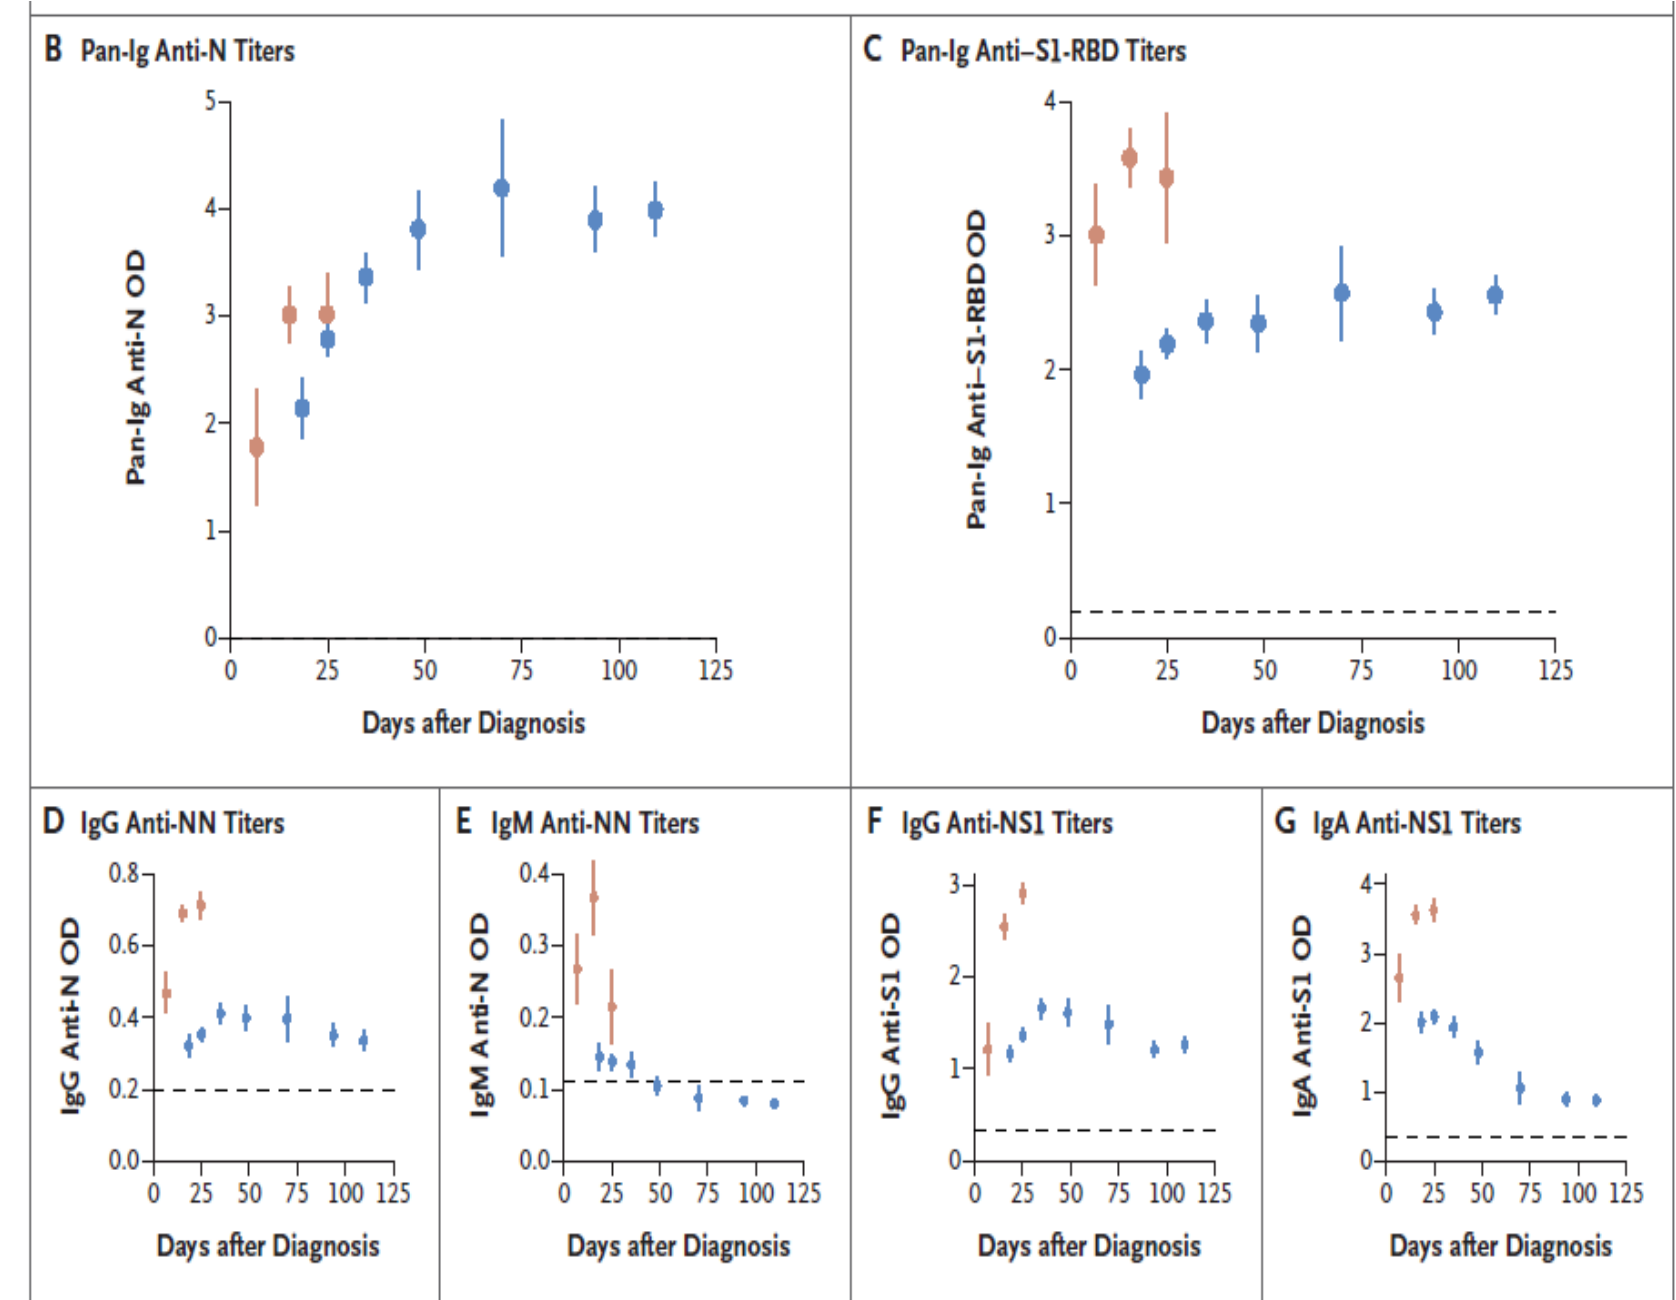 B Pan-Ig Anti-N Titers
5
4
3
2
1
0
Pan-Ig Anti-N OD
0 25 50 75 100 125
Days after Diagnosis
C Pan-Ig Anti–S1-RBD Titers
4
3
2
1
0
Pan-Ig Anti–S1-RBD OD
0 25 50 75 100 125
Days after Diagnosis
D IgG Anti-NN Titers
0.8
0.6
0.4
0.2
0.0
IgG Anti-N OD
0 25 50 75 100 125
Days after Diagnosis
E IgM Anti-NN Titers
0.4
0.3
0.2
0.1
0.0
IgM Anti-N OD
0 25 50 75 100 125
Days after Diagnosis
F IgG Anti-NS1 Titers
3
2
1
0
IgG Anti-S1 OD
0 25 50 75 100 125
Days after Diagnosis
G IgA Anti-NS1 Titers
4
3
2
1
0
IgA Anti-S1 OD
0 25 50 75 100 125
Days after Diagnosis